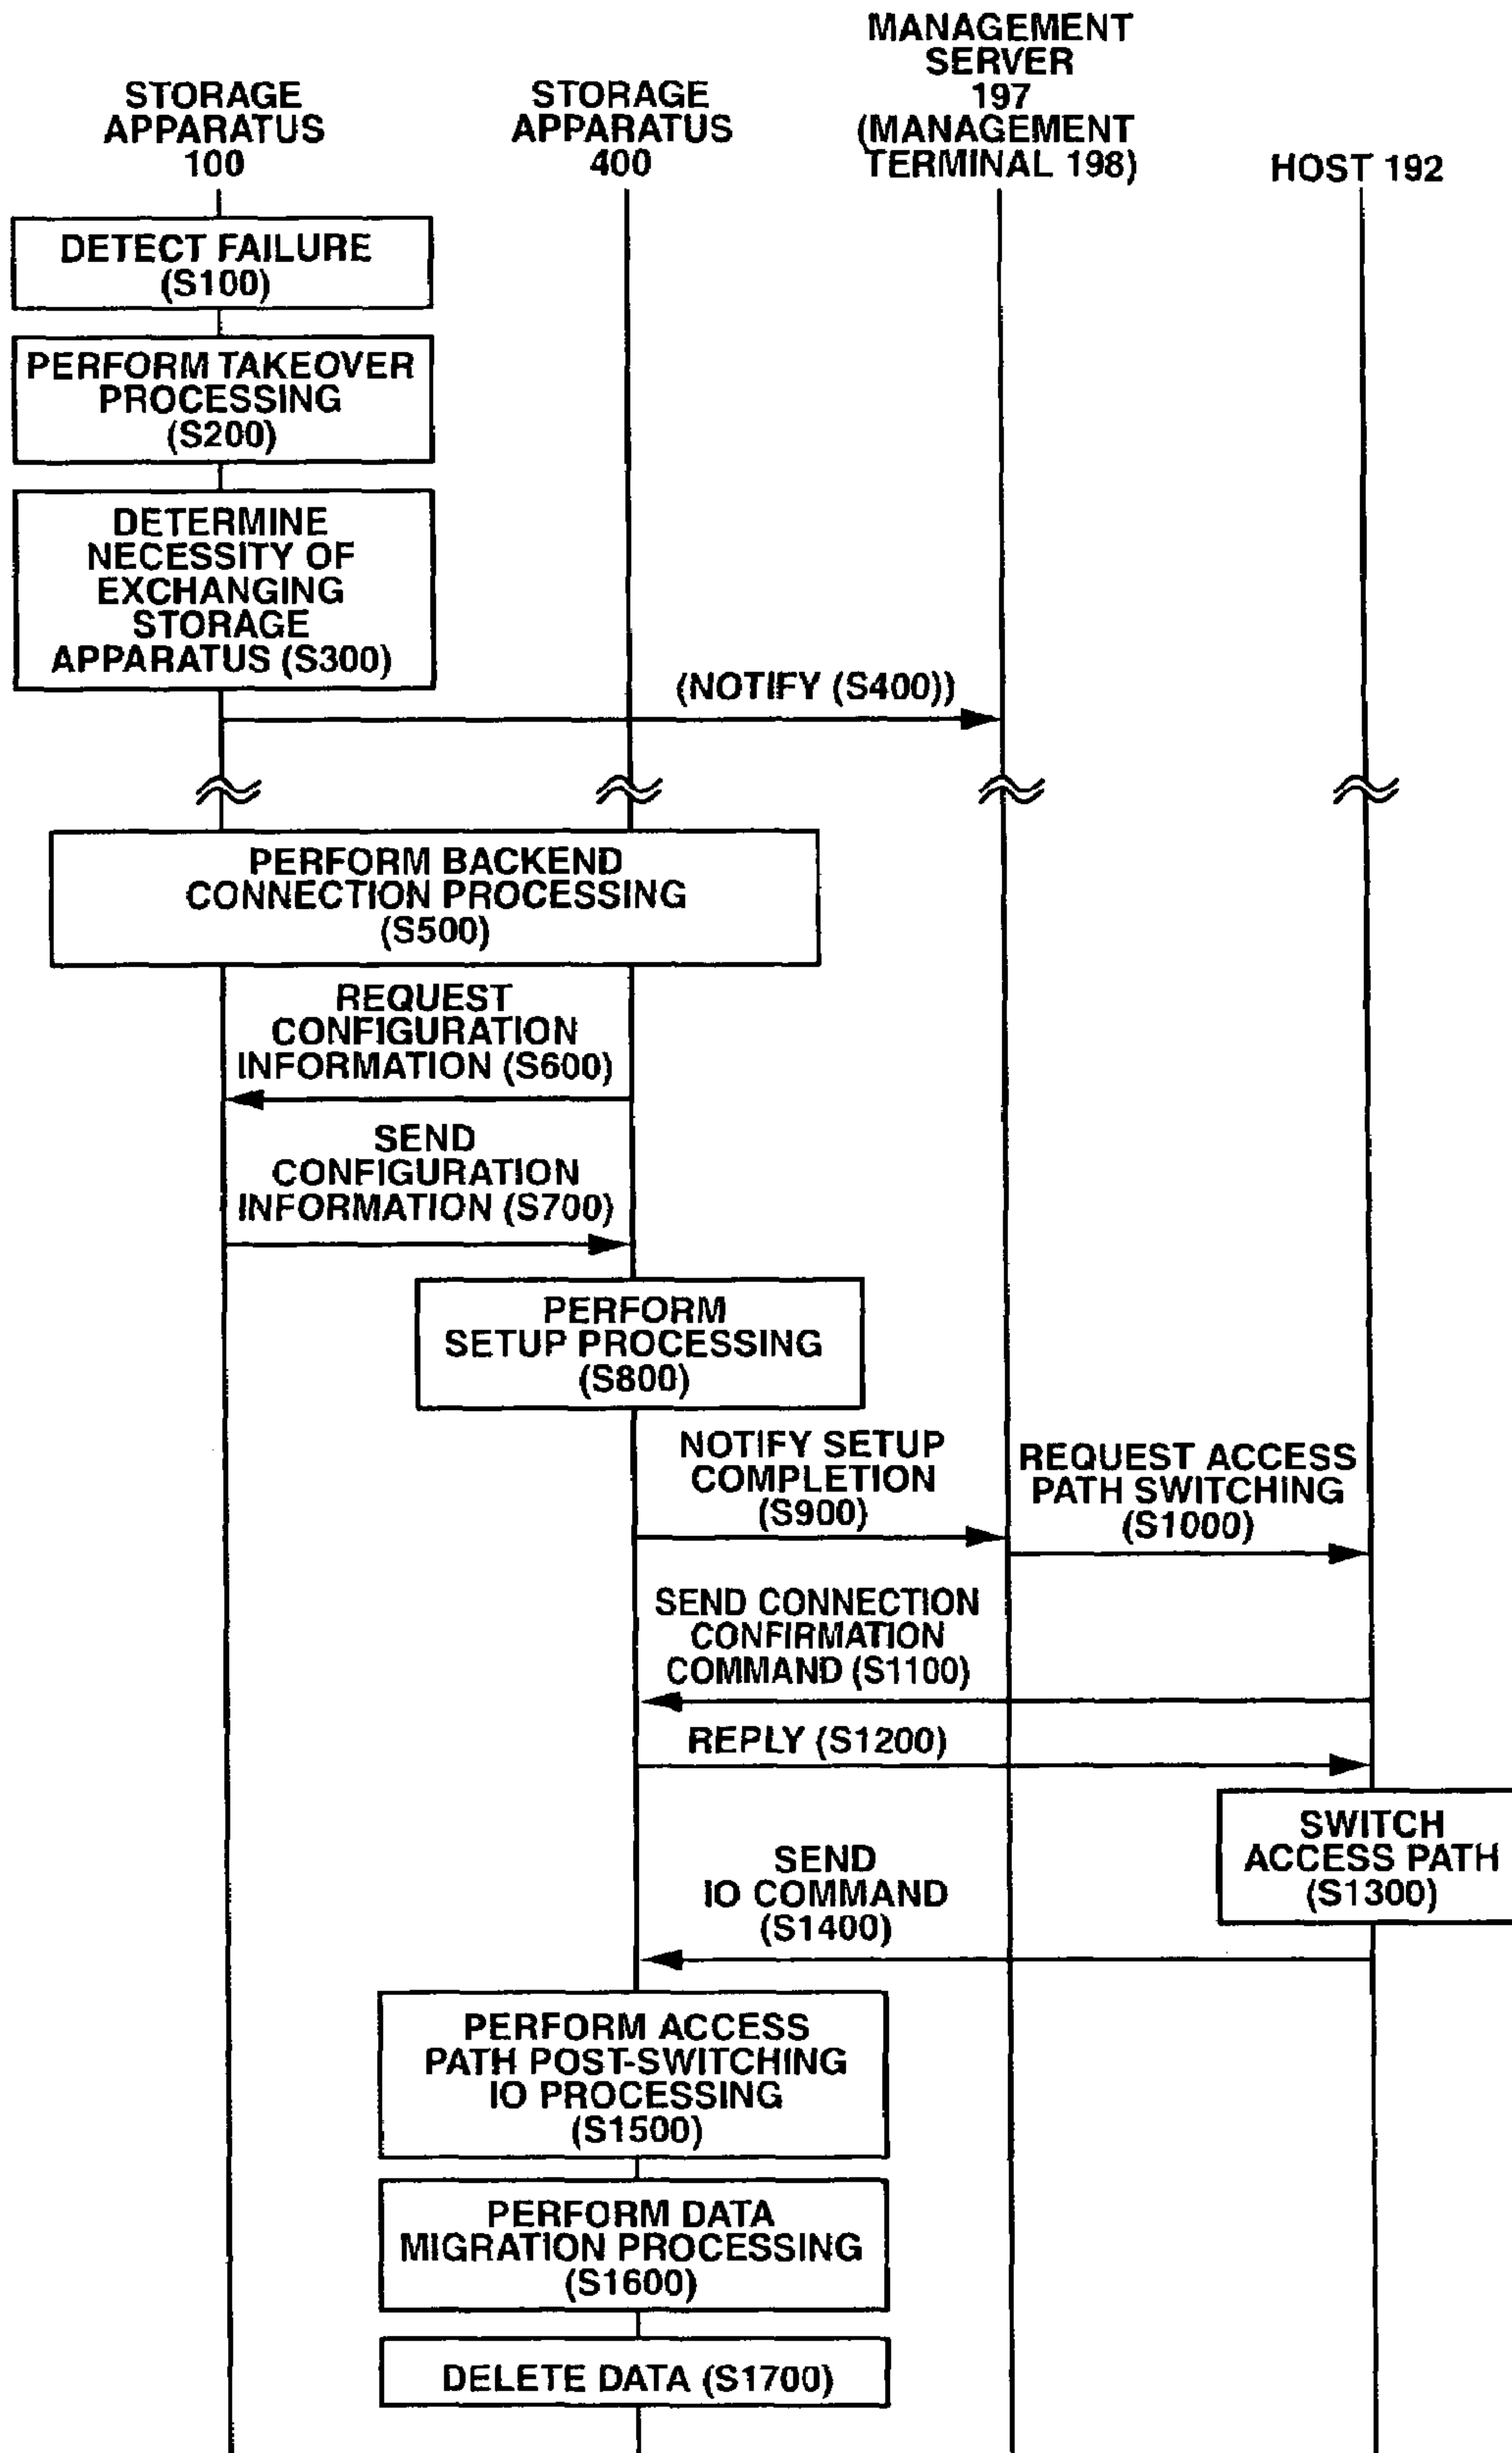 STORAGE
APPARATUS
100
STORAGE
APPARATUS
400
MANAGEMENT
SERVER
197
(MANAGEMENT
TERMINAL 198)
HOST 192
DETECT FAILURE
(S100)
PERFORM TAKEOVER
PROCESSING
(S200)
DETERMINE
NECESSITY OF
EXCHANGING
STORAGE
APPARATUS (S300)
(NOTIFY (S400))
PERFORM BACKEND
CONNECTION PROCESSING
(S500)
REQUEST
CONFIGURATION
INFORMATION (S600)
SEND
CONFIGURATION
INFORMATION (S700)
PERFORM
SETUP PROCESSING
(S800)
NOTIFY SETUP
COMPLETION
(S900)
REQUEST ACCESS
PATH SWITCHING
(S1000)
SEND CONNECTION
CONFIRMATION
COMMAND (S1100)
REPLY (S1200)
SWITCH
ACCESS PATH
(S1300)
SEND
IO COMMAND
(S1400)
PERFORM ACCESS
PATH POST-SWITCHING
IO PROCESSING
(S1500)
PERFORM DATA
MIGRATION PROCESSING
(S1600)
DELETE DATA (S1700)